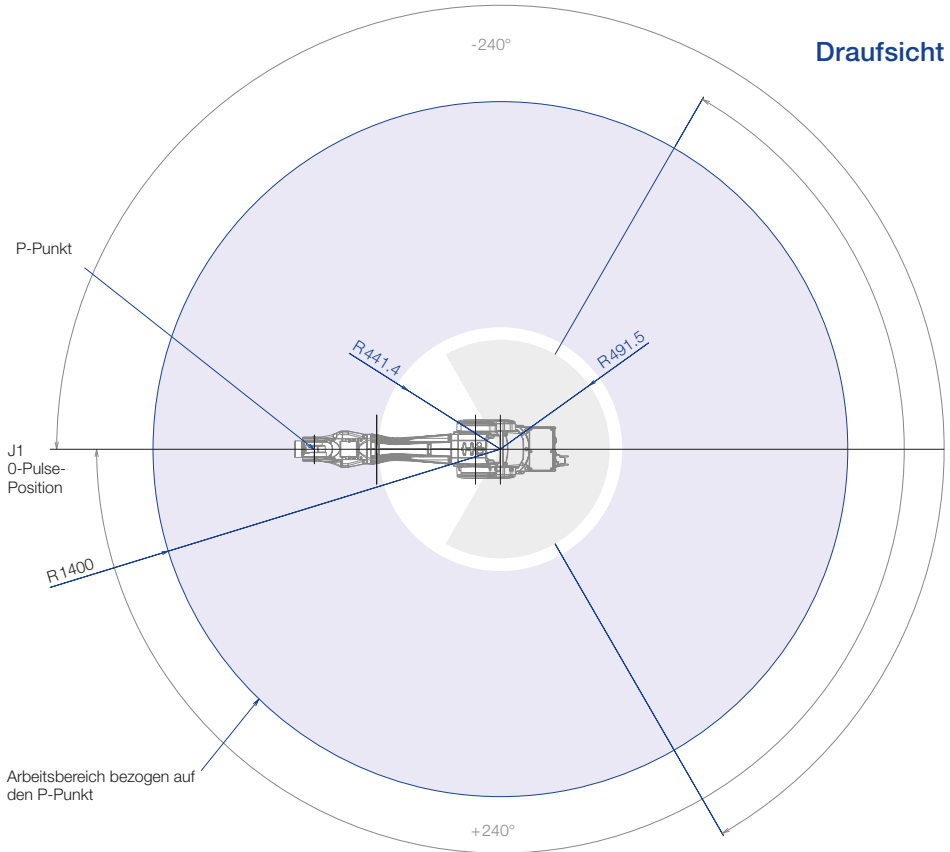 -240°
Draufsicht
P-Punkt
R441.4
R491.5
J1
0-Pulse-
Position
R1400
Arbeitsbereich bezogen auf
den P-Punkt
+240°